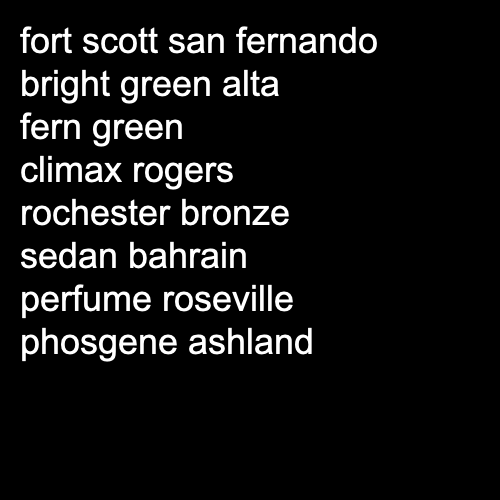 fort scott san fernando
bright green alta
fern green
climax rogers
rochester bronze
sedan bahrain
perfume roseville
phosgene ashland